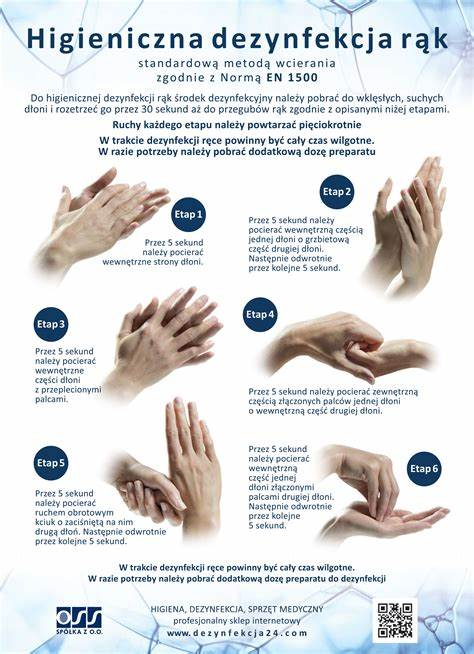 Higieniczna dezynfekcja rąk
standardową metodą wcierania
zgodnie z Normą EN 1500
Do higienicznej dezynfekcji rąk środek dezynfekcyjny należy pobrać do wklęsłych, suchych
dłoni i rozetrzeć go przez 30 sekund aż do przegubów rąk zgodnie z opisanymi niżej etapami.
Ruchy każdego etapu należy powtarzać pięciokrotnie
W trakcie dezynfekcji ręce powinny być cały czas wilgotne.
W razie potrzeby należy pobrać dodatkową dozę preparatu
Etap 1
Przez 5 sekund
należy pocierać
wewnętrzne strony dłoni.
Etap 2
Przez 5 sekund należy
pocierać wewnętrzną częścią
jednej dłoni o grzbietową
część drugiej dłoni.
Następnie odwrotnie
przez kolejne 5 sekund.
Etap 3
Przez 5 sekund
należy pocierać
wewnętrzne
części dłoni
z przeplecionymi
palcami.
Etap 4
Przez 5 sekund należy pocierać zewnętrzną
częścią złączonych palców jednej dłoni
o wewnętrzną część drugiej dłoni.
Etap 5
Przez 5 sekund
należy pocierać
ruchem obrotowym
kciuk o zaciśniętą na nim
drugą dłoń. Następnie odwrotnie
przez kolejne 5 sekund.
Etap 6
Przez 5 sekund
należy pocierać
wewnętrzną
część jednej
dłoni złączonymi
palcami drugiej dłoni.
Następnie odwrotnie
przez kolejne
5 sekund.
W trakcie dezynfekcji ręce powinny być cały czas wilgotne.
W razie potrzeby należy pobrać dodatkową dozę preparatu do dezynfekcji
OSS
SPÓŁKA Z O.O.
HIGIENA, DEZYNFEKCJA, SPRZĘT MEDYCZNY
profesjonalny sklep internetowy
www.dezynfekcja24.com